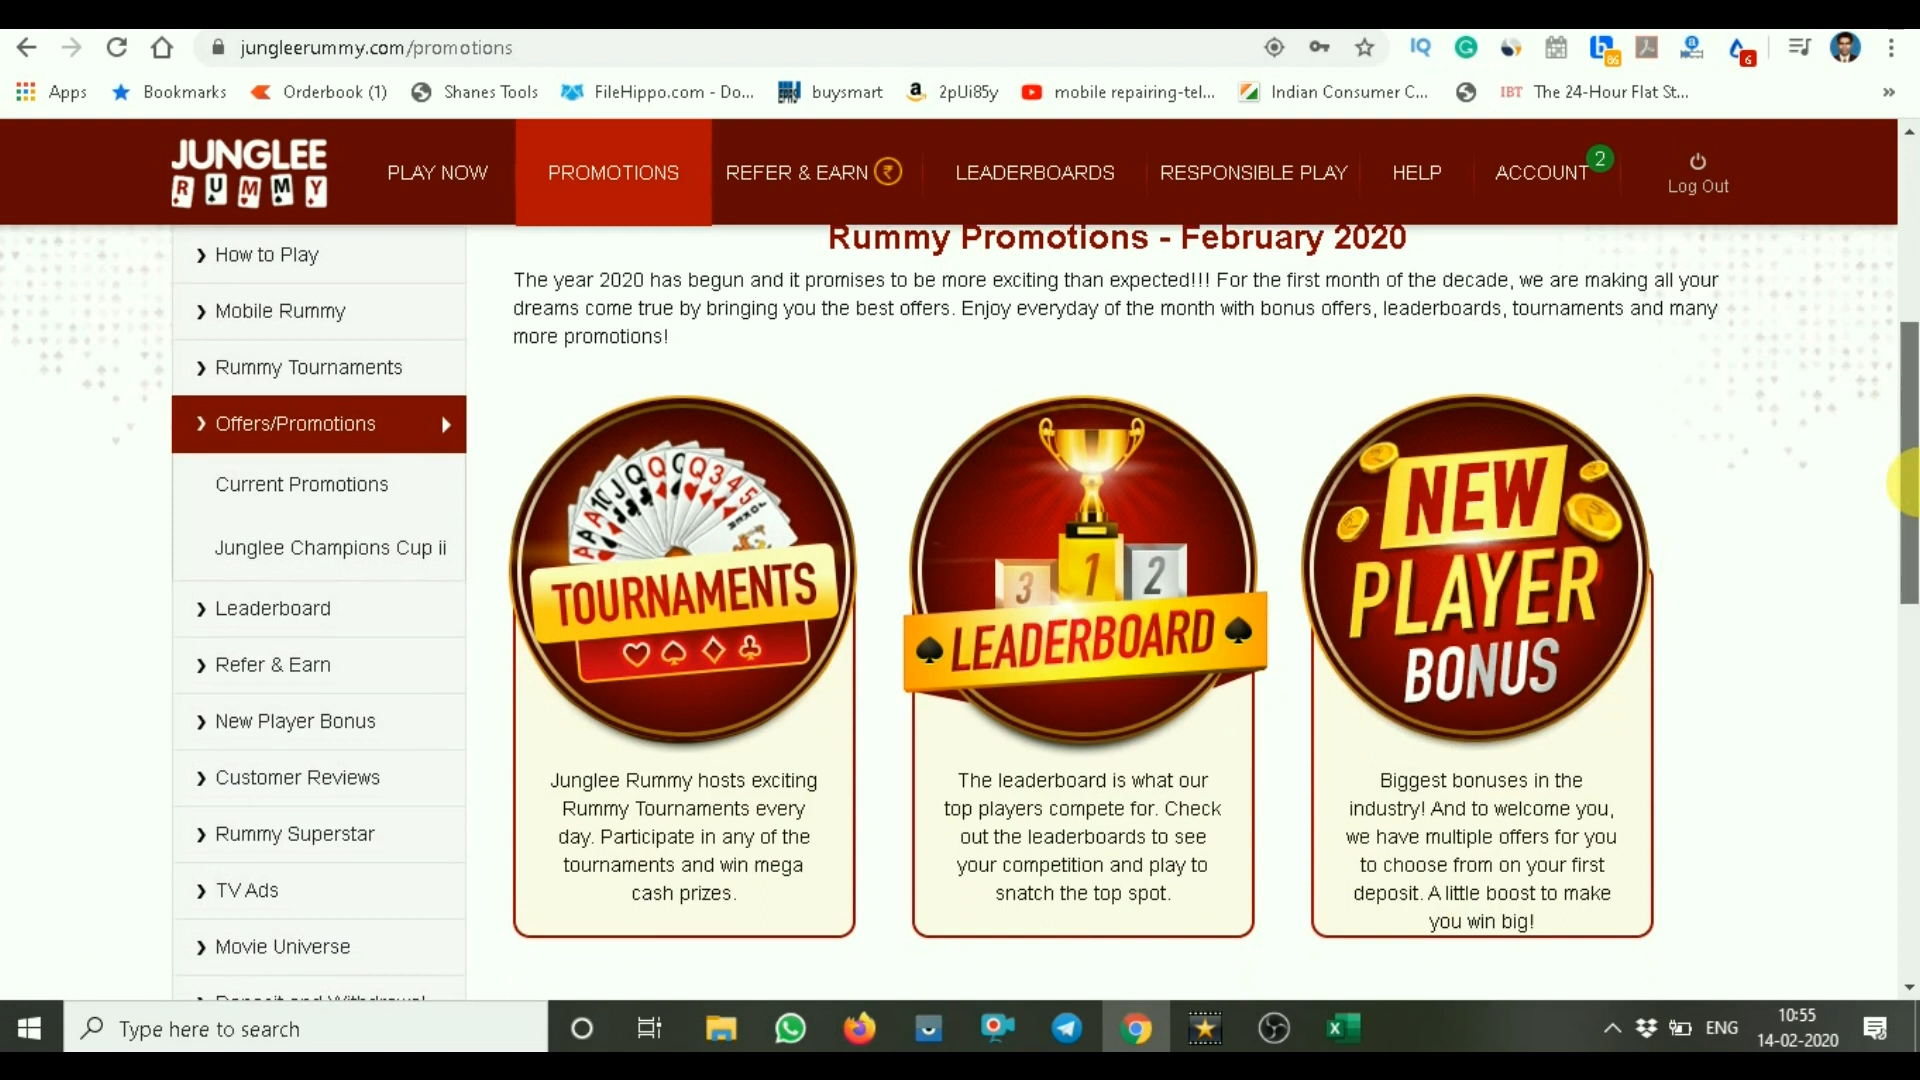 jungleerummy.com/promotions
Apps Bookmarks Orderbook (1) Shanes Tools FileHippo.com - Do... buysmart 2pUi85y mobile repairing-tel... Indian Consumer C... IBT The 24-Hour Flat St... »
JUNGLEE
RUMMY
PLAY NOW PROMOTIONS REFER & EARN ₹ LEADERBOARDS RESPONSIBLE PLAY HELP ACCOUNT 2 Log Out
How to Play
Mobile Rummy
Rummy Tournaments
Offers/Promotions
Current Promotions
Junglee Champions Cup ii
Leaderboard
Refer & Earn
New Player Bonus
Customer Reviews
Rummy Superstar
TV Ads
Movie Universe
Deposit and Withdrawal
Rummy Promotions - February 2020
The year 2020 has begun and it promises to be more exciting than expected!!! For the first month of the decade, we are making all your
dreams come true by bringing you the best offers. Enjoy everyday of the month with bonus offers, leaderboards, tournaments and many
more promotions!
TOURNAMENTS
Junglee Rummy hosts exciting
Rummy Tournaments every
day. Participate in any of the
tournaments and win mega
cash prizes.
3 1 2
LEADERBOARD
The leaderboard is what our
top players compete for. Check
out the leaderboards to see
your competition and play to
snatch the top spot.
NEW
PLAYER
BONUS
Biggest bonuses in the
industry! And to welcome you,
we have multiple offers for you
to choose from on your first
deposit. A little boost to make
you win big!
Type here to search
ENG
10:55
14-02-2020